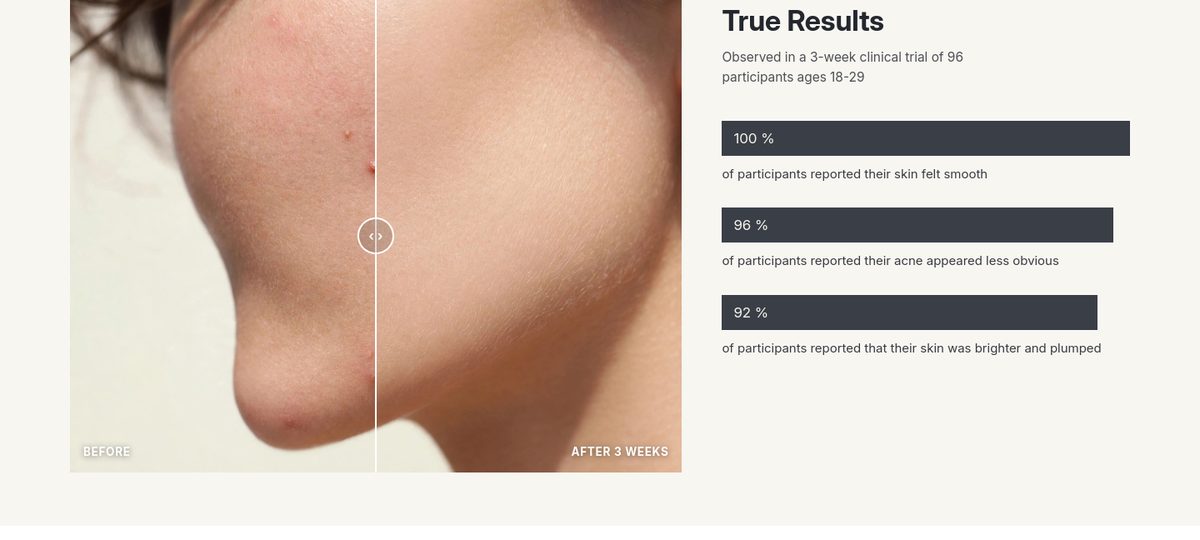 True Results
Observed in a 3-week clinical trial of 96
participants ages 18-29
100 %
of participants reported their skin felt smooth
96 %
of participants reported their acne appeared less obvious
92 %
of participants reported that their skin was brighter and plumped
BEFORE
AFTER 3 WEEKS